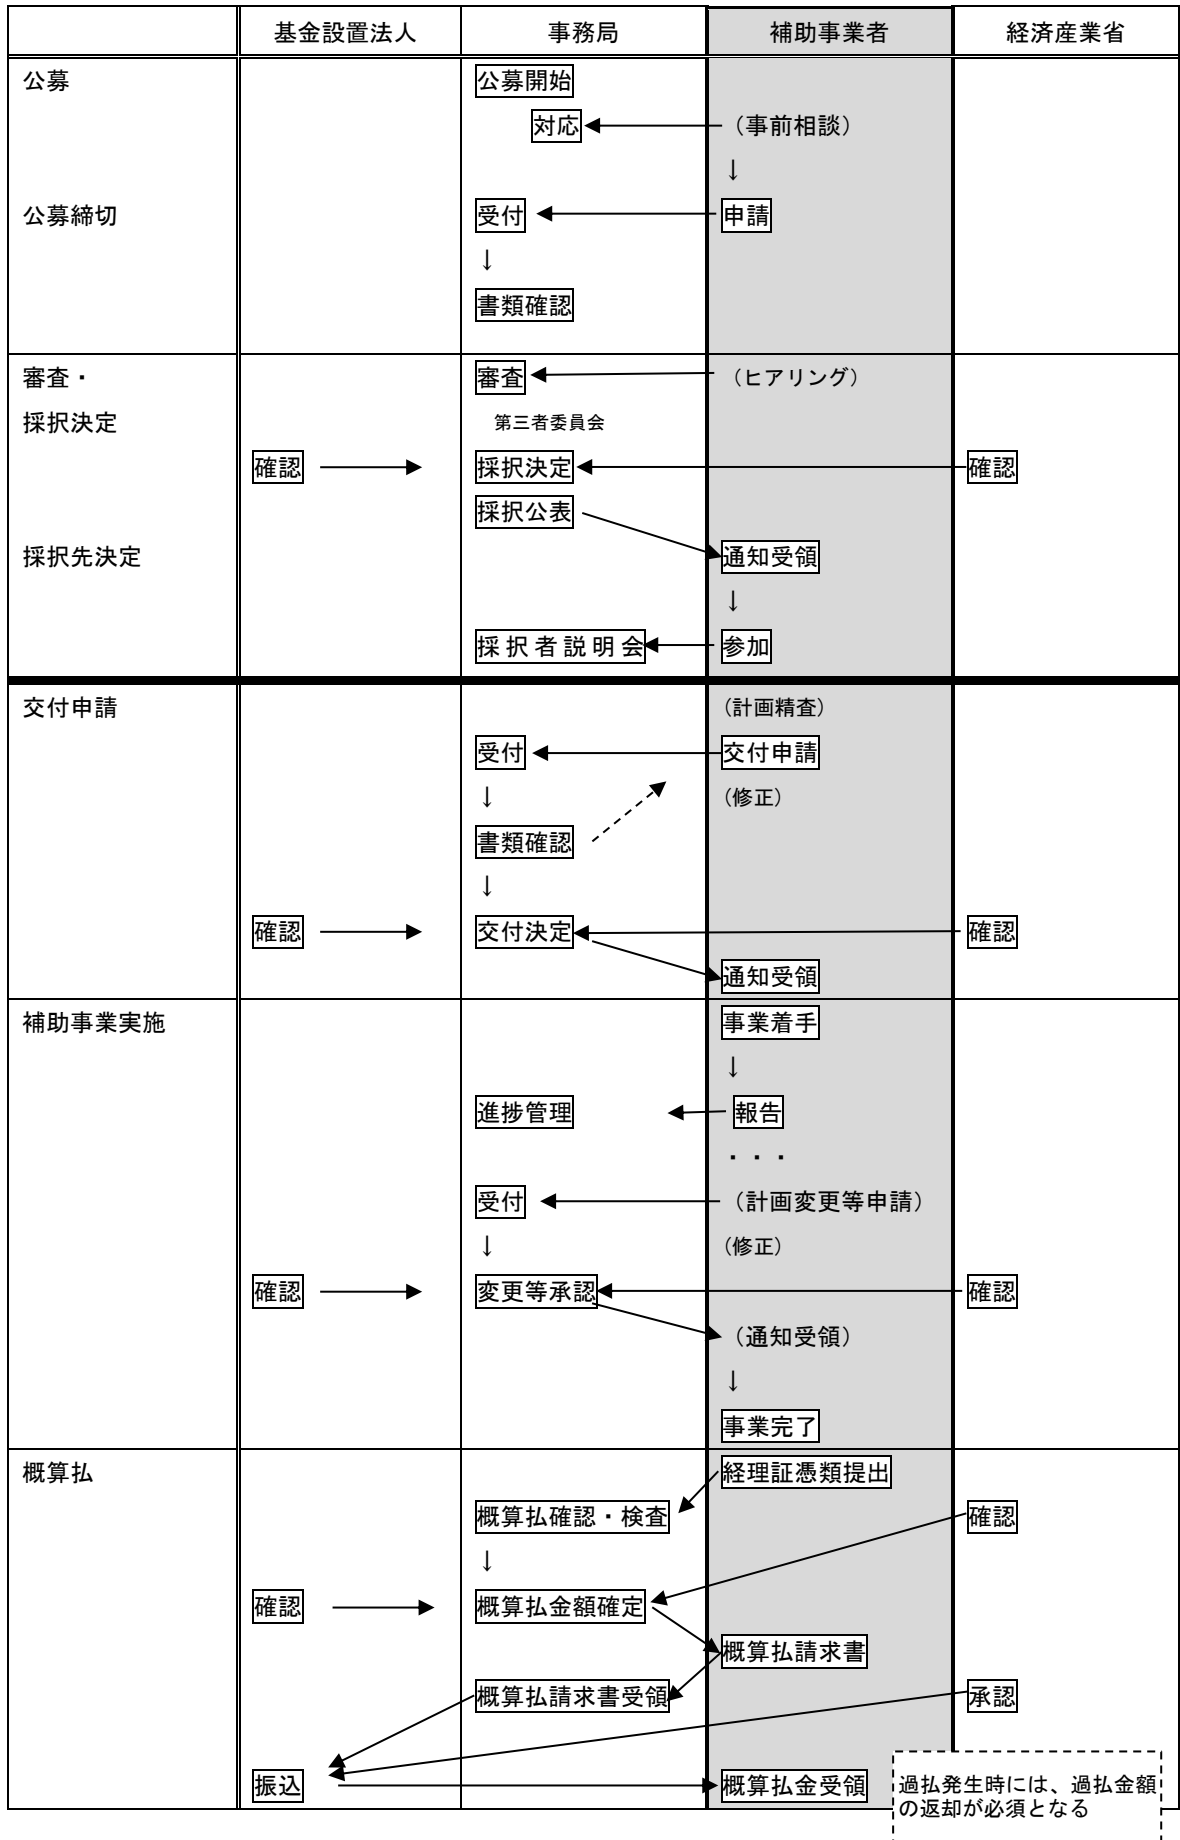 基金設置法人 事務局 補助事業者 経済産業省
公募 公募開始
対応 （事前相談）
↓
公募締切 受付 申請
↓
書類確認
審査・ 審査 （ヒアリング）
採択決定 第三者委員会
確認 採択決定 確認
採択公表
採択先決定 通知受領
↓
採択者説明会 参加
交付申請 （計画精査）
受付 交付申請
↓ （修正）
書類確認
↓
確認 交付決定 確認
通知受領
補助事業実施 事業着手
↓
進捗管理 報告
・・・
受付 （計画変更等申請）
↓ （修正）
確認 変更等承認 確認
（通知受領）
↓
事業完了
概算払 経理証憑類提出
概算払確認・検査 確認
↓
確認 概算払金額確定
概算払請求書
概算払請求書受領 承認
振込 概算払金受領
過払発生時には、過払金額
の返却が必須となる